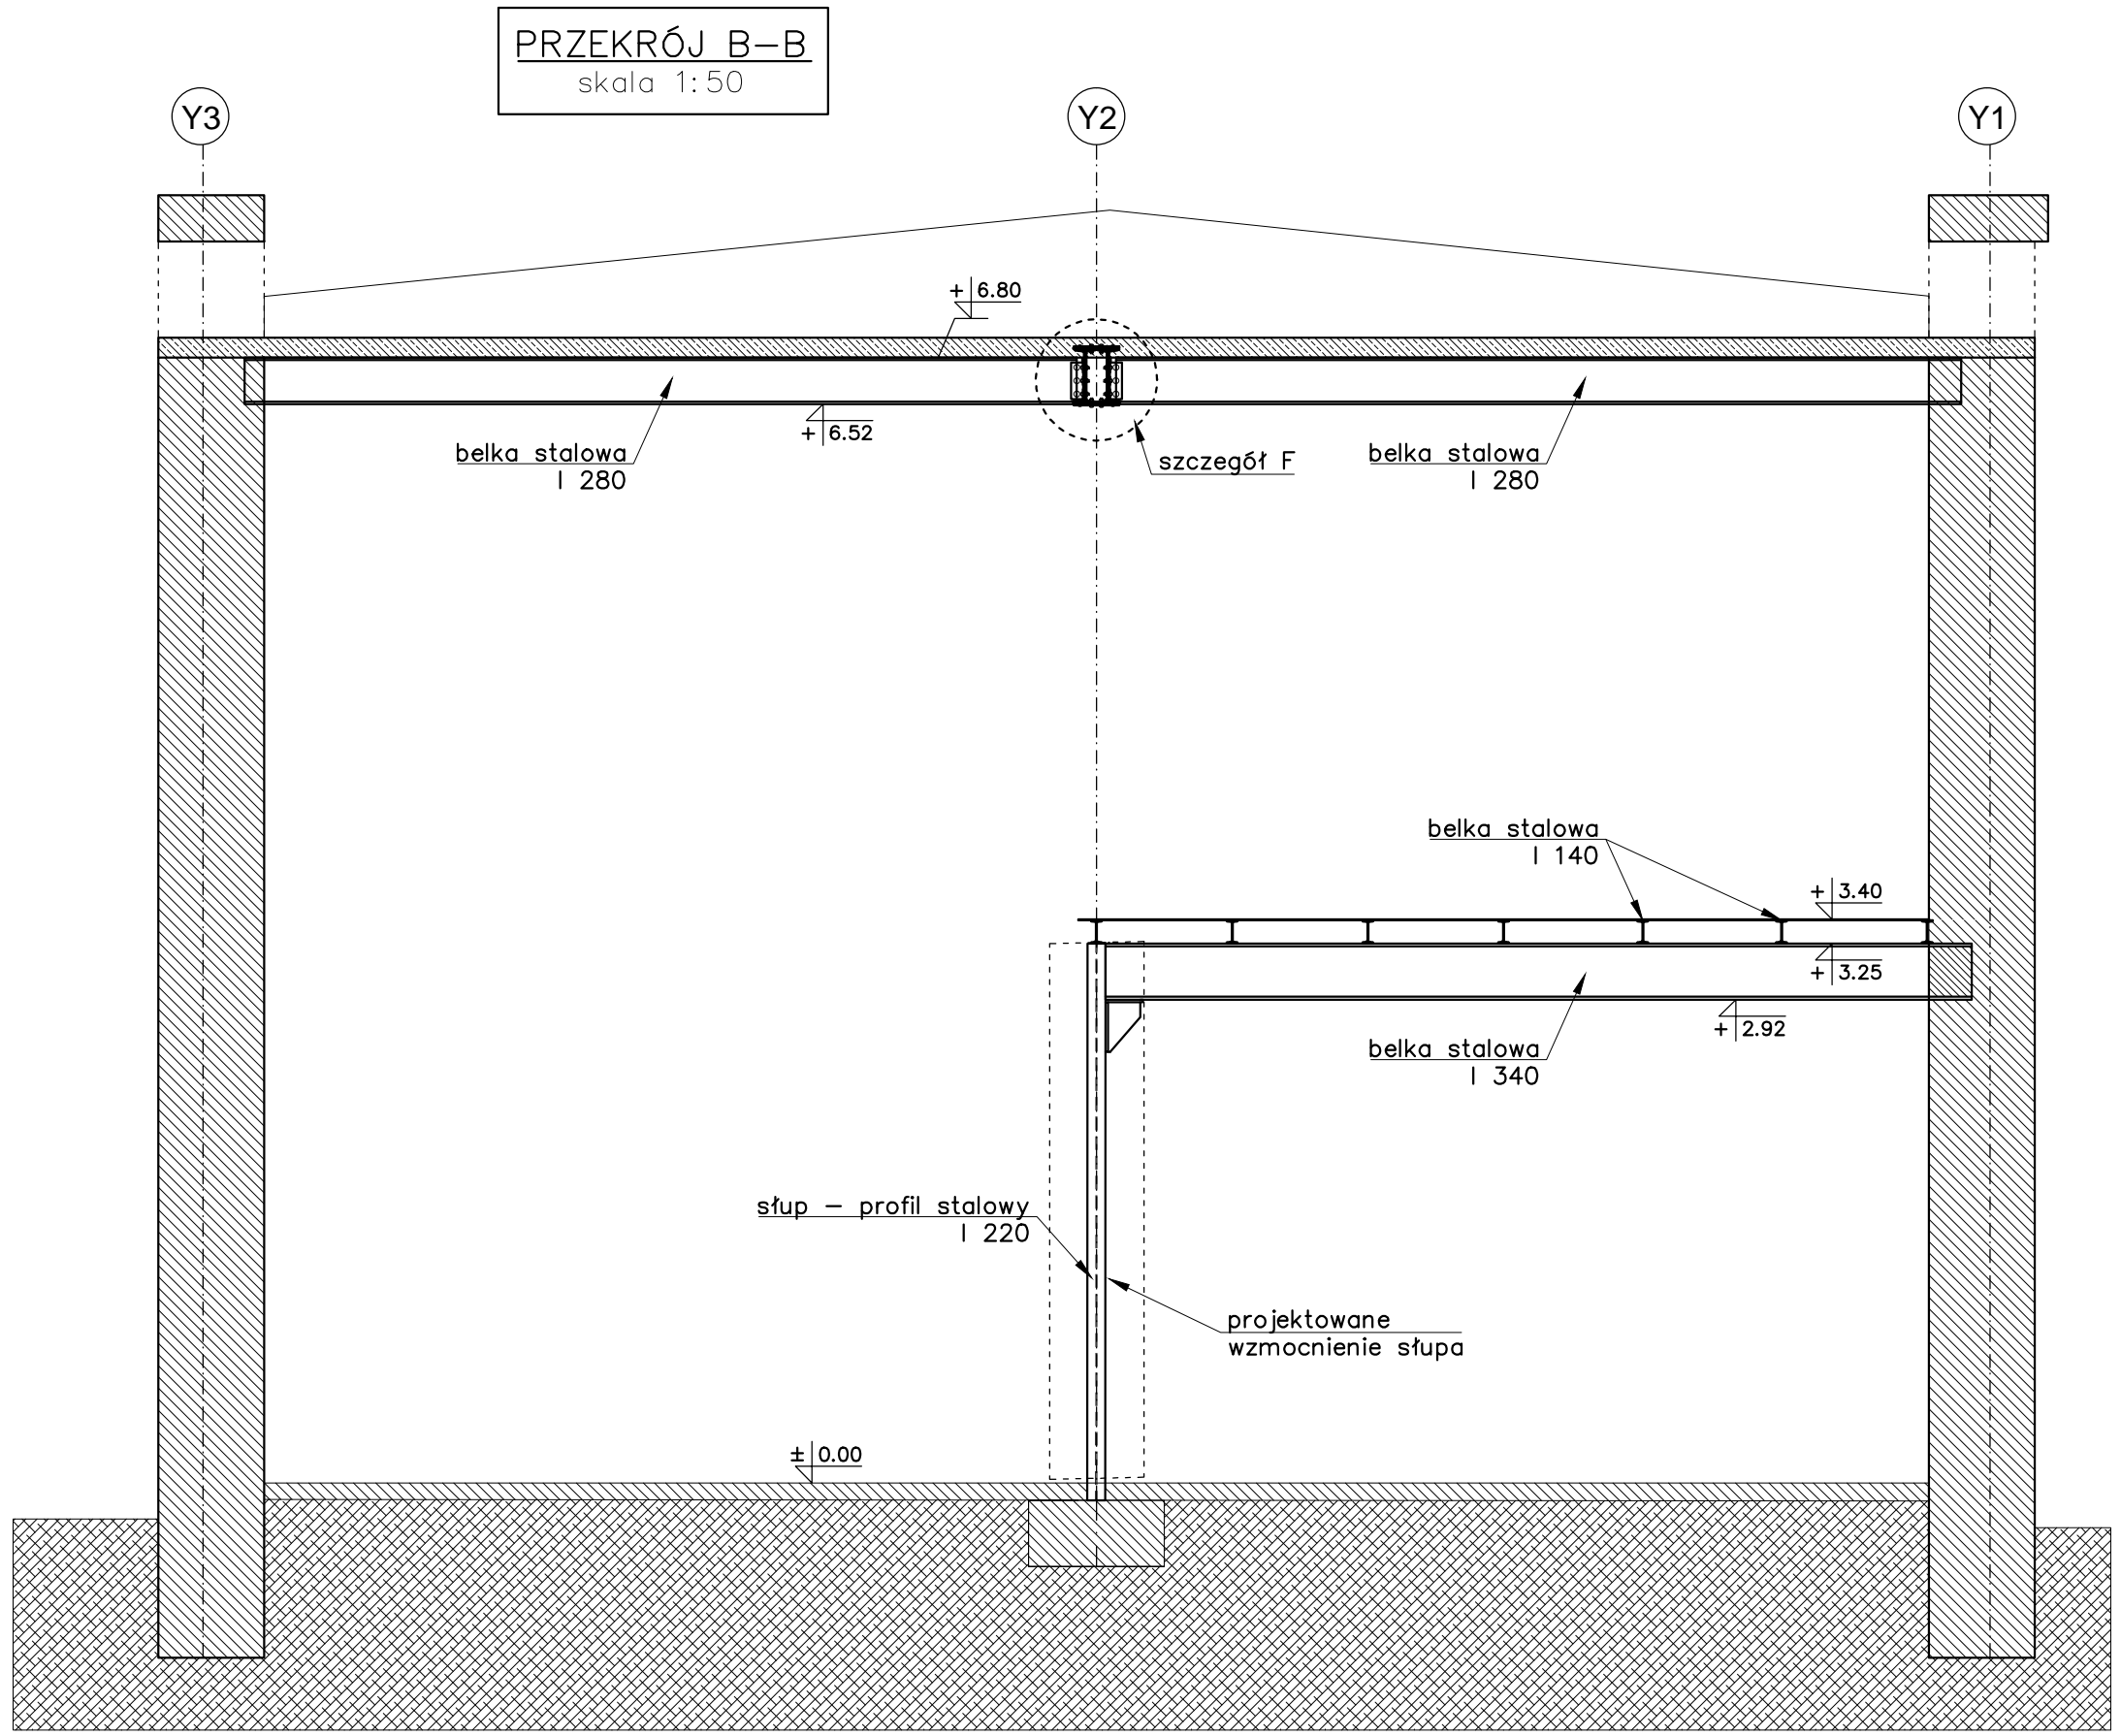 PRZEKRÓJ B–B
skala 1:50
Y3
Y2
Y1
+ 6.80
+ 6.52
belka stalowa
I 280
szczegół F
belka stalowa
I 280
belka stalowa
I 140
+ 3.40
+ 3.25
+ 2.92
belka stalowa
I 340
słup – profil stalowy
I 220
projektowane
wzmocnienie słupa
± 0.00